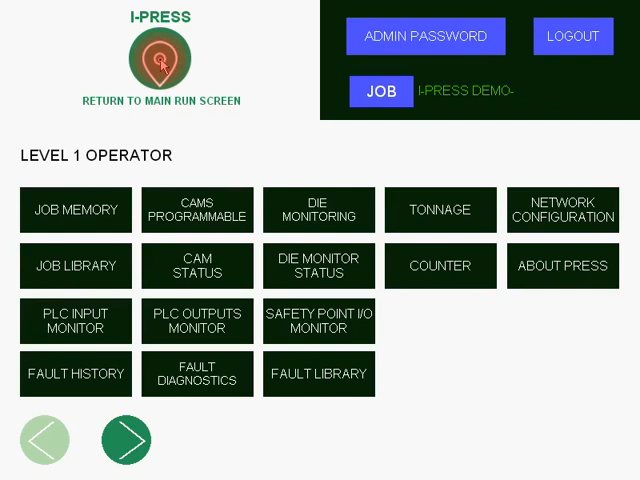 I-PRESS
RETURN TO MAIN RUN SCREEN
ADMIN PASSWORD
LOGOUT
JOB
I-PRESS DEMO-
LEVEL 1 OPERATOR
JOB MEMORY
CAMS
PROGRAMMABLE
DIE
MONITORING
TONNAGE
NETWORK
CONFIGURATION
JOB LIBRARY
CAM
STATUS
DIE MONITOR
STATUS
COUNTER
ABOUT PRESS
PLC INPUT
MONITOR
PLC OUTPUTS
MONITOR
SAFETY POINT I/O
MONITOR
FAULT HISTORY
FAULT
DIAGNOSTICS
FAULT LIBRARY